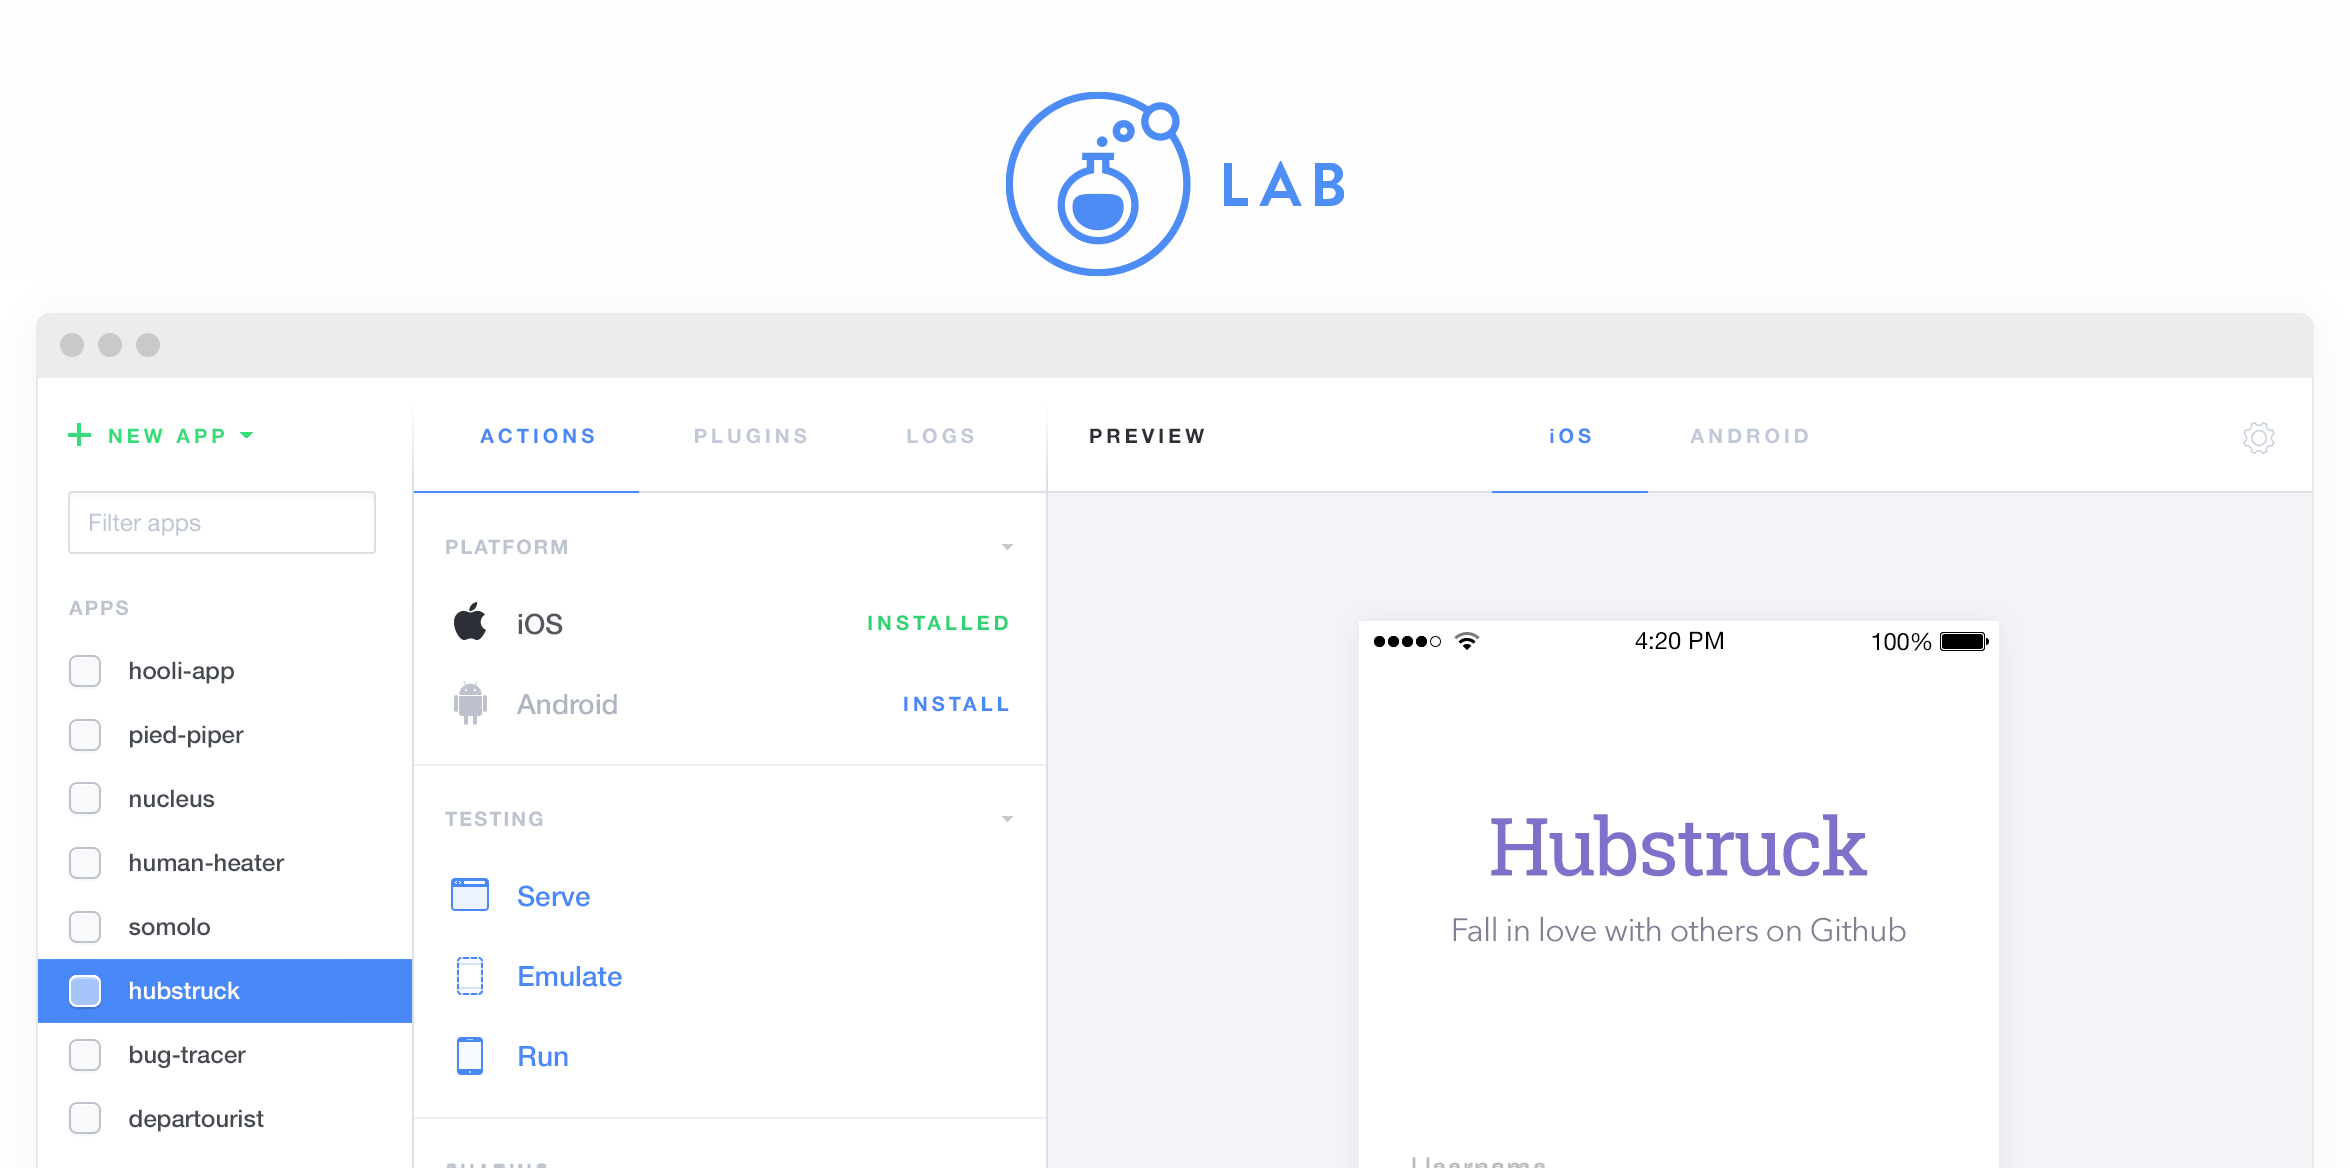 LAB
NEW APP
Filter apps
APPS
hooli-app
pied-piper
nucleus
human-heater
somolo
hubstruck
bug-tracer
departourist
ACTIONS PLUGINS LOGS
PLATFORM
iOS INSTALLED
Android INSTALL
TESTING
Serve
Emulate
Run
PREVIEW iOS ANDROID
4:20 PM 100%
Hubstruck
Fall in love with others on Github
Username